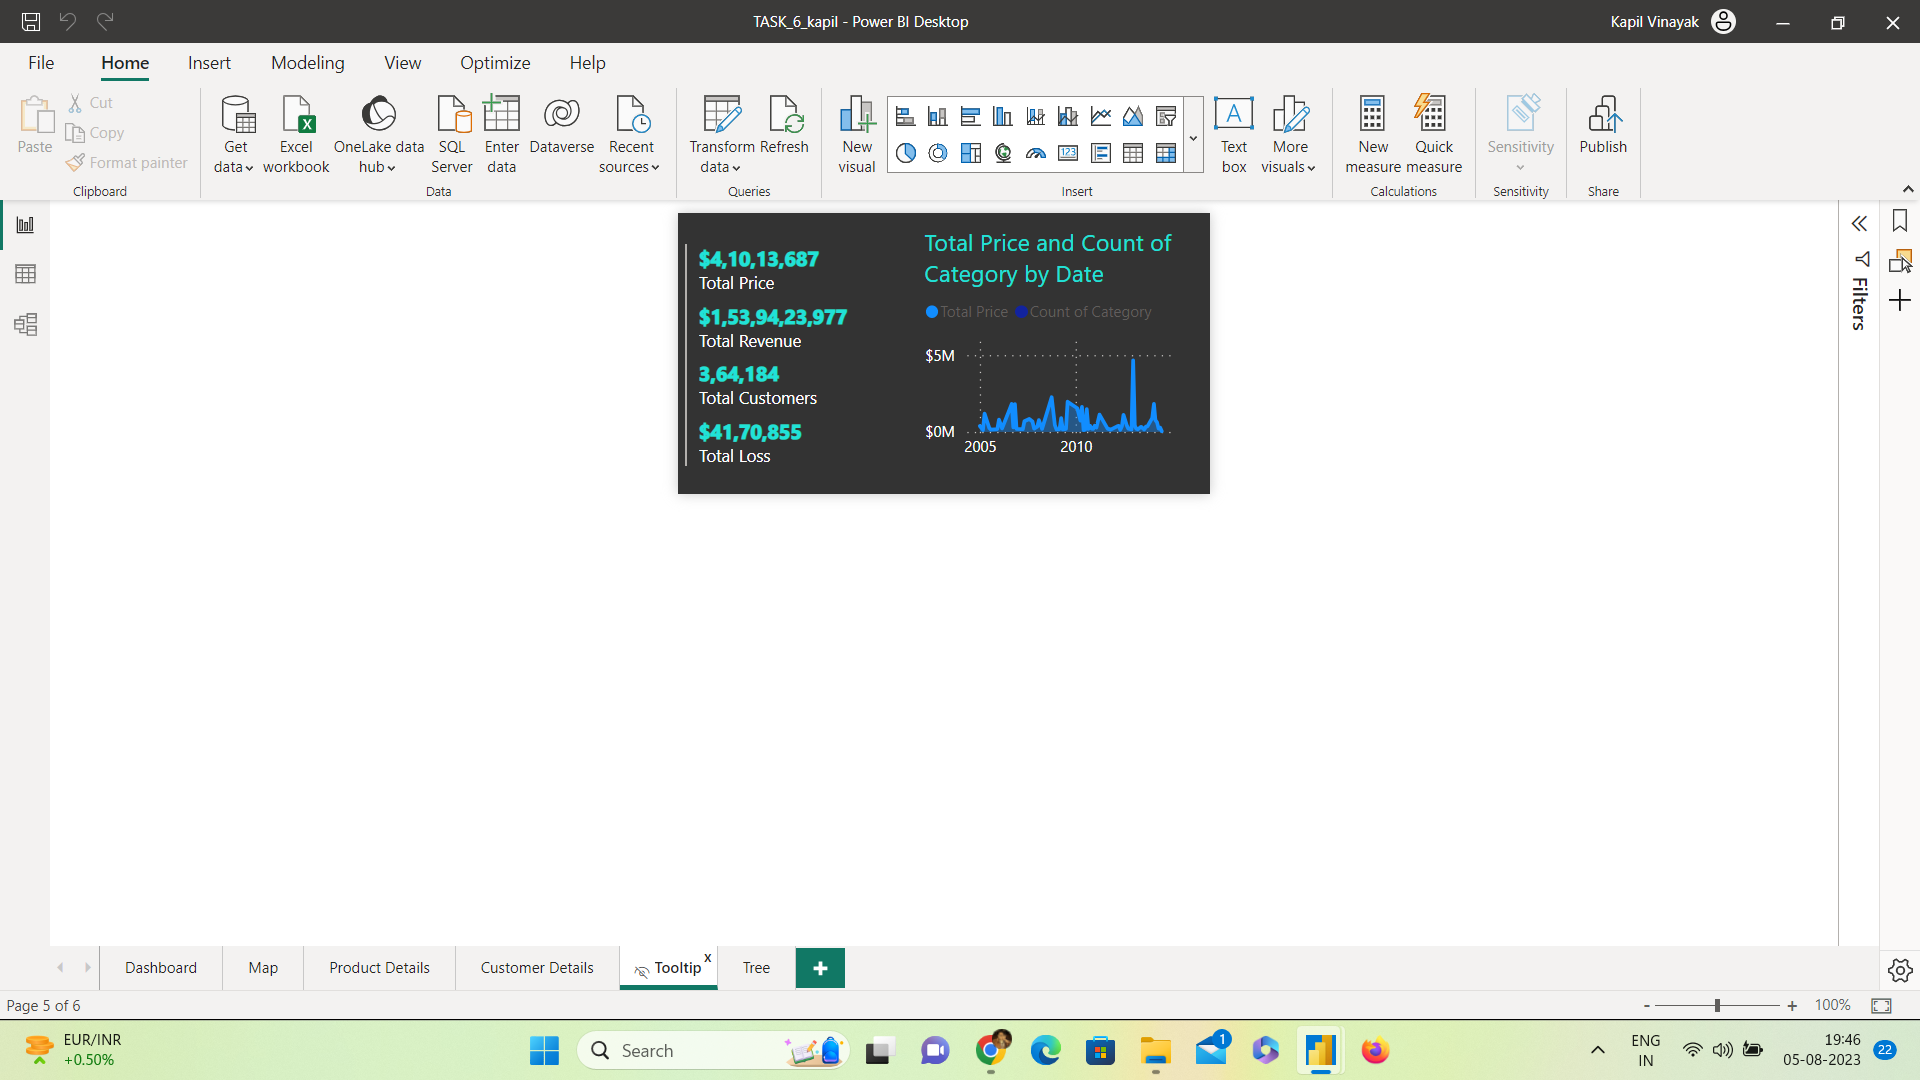 TASK_6_kapil - Power BI Desktop
Kapil Vinayak
File Home Insert Modeling View Optimize Help
Paste
Cut
Copy
Format painter
Clipboard
Get data
Excel workbook
OneLake data hub
SQL Server
Enter data
Dataverse
Recent sources
Data
Transform data
Refresh
Queries
New visual
123
Insert
A
Text box
More visuals
New measure
Quick measure
Calculations
Sensitivity
Sensitivity
Publish
Share
$4,10,13,687
Total Price
$1,53,94,23,977
Total Revenue
3,64,184
Total Customers
$41,70,855
Total Loss
Total Price and Count of
Category by Date
Total Price Count of Category
$5M
$0M
2005 2010
Filters
Dashboard Map Product Details Customer Details Tooltip x Tree +
Page 5 of 6
- + 100%
EUR/INR
+0.50%
Search
1
ENG
IN
19:46
05-08-2023
22